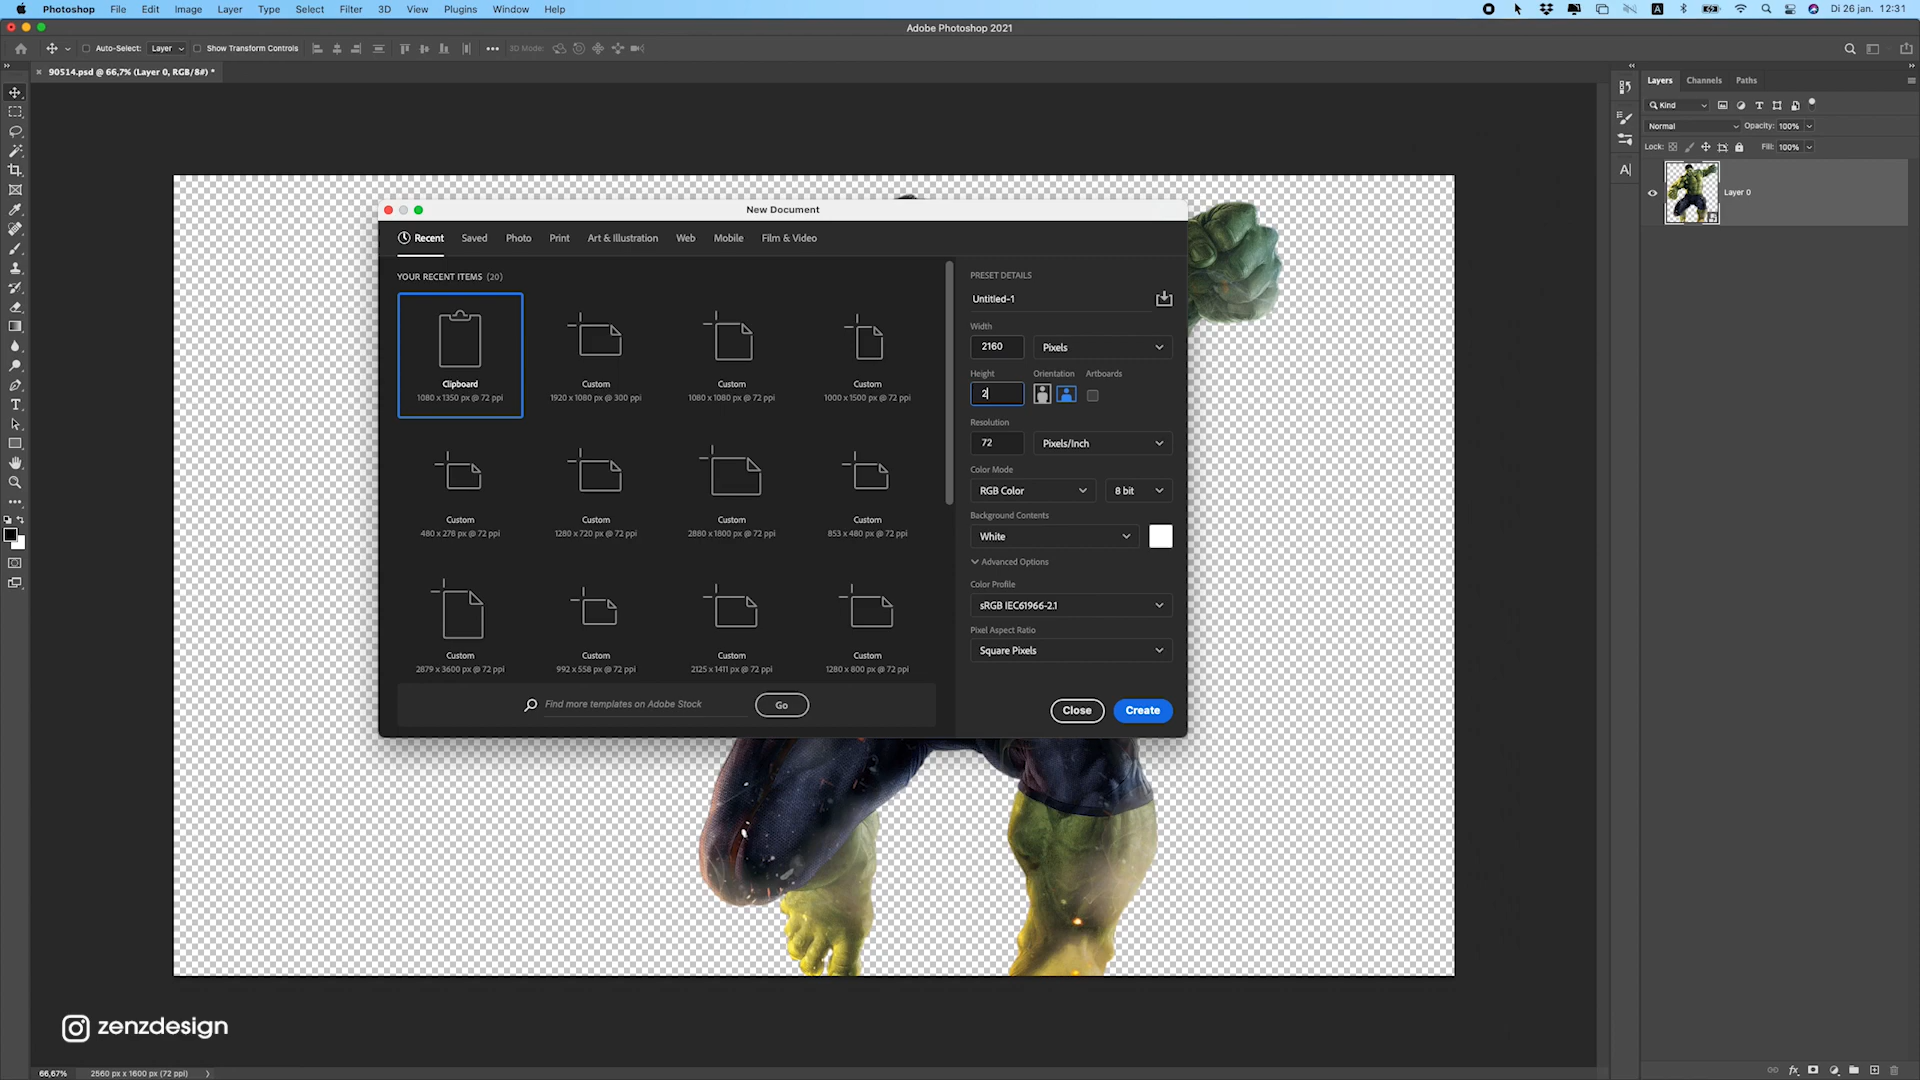 Photoshop File Edit Image Layer Type Select Filter 3D View Plugins Window Help
A Di 26 jan. 12:31
Adobe Photoshop 2021
Auto-Select: Layer Show Transform Controls 3D Mode:
90514.psd @ 66,7% (Layer 0, RGB/8#) *
Layers Channels Paths
Kind
Normal Opacity: 100%
Lock: Fill: 100%
Layer 0
New Document
Recent Saved Photo Print Art & Illustration Web Mobile Film & Video
YOUR RECENT ITEMS (20)
Clipboard
1080 x 1350 px @ 72 ppi
Custom
1920 x 1080 px @ 300 ppi
Custom
1080 x 1080 px @ 72 ppi
Custom
1000 x 1500 px @ 72 ppi
Custom
480 x 278 px @ 72 ppi
Custom
1280 x 720 px @ 72 ppi
Custom
2880 x 1800 px @ 72 ppi
Custom
853 x 480 px @ 72 ppi
Custom
2879 x 3600 px @ 72 ppi
Custom
992 x 558 px @ 72 ppi
Custom
2125 x 1411 px @ 72 ppi
Custom
1280 x 800 px @ 72 ppi
Find more templates on Adobe Stock
Go
PRESET DETAILS
Untitled-1
Width
2160 Pixels
Height Orientation Artboards
2
Resolution
72 Pixels/Inch
Color Mode
RGB Color 8 bit
Background Contents
White
Advanced Options
Color Profile
sRGB IEC61966-2.1
Pixel Aspect Ratio
Square Pixels
Close Create
zenzdesign
66,67% 2560 px x 1600 px (72 ppi)